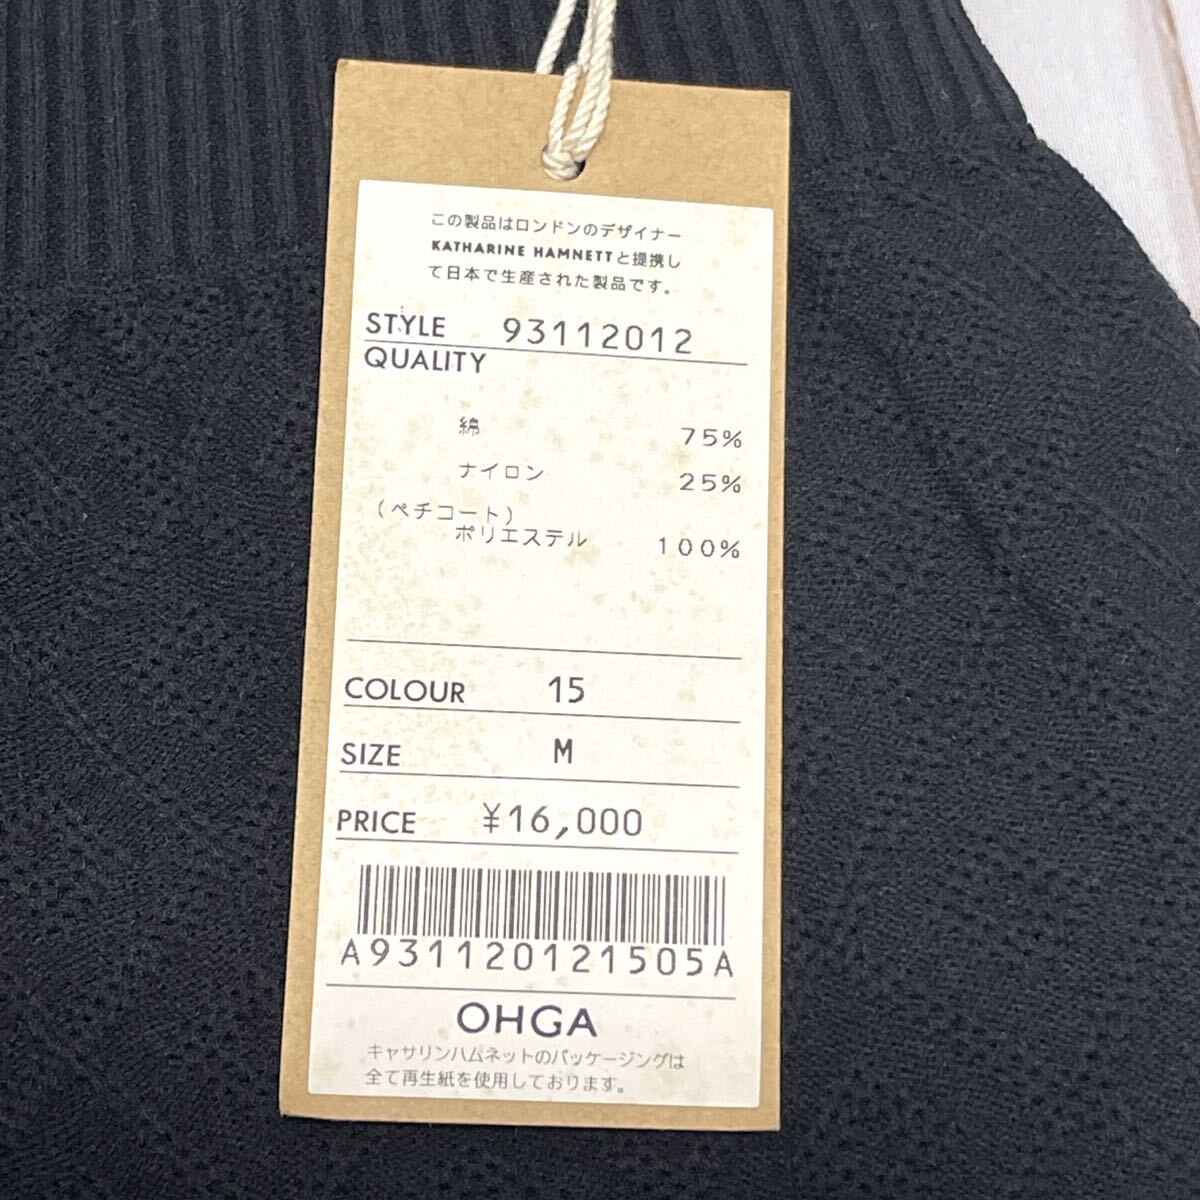 この製品はロンドンのデザイナー
KATHARINE HAMNETTと提携し
て日本で生産された製品です。
STYLE 93112012
QUALITY
綿 75%
ナイロン 25%
(ペチコート)
ポリエステル 100%
COLOUR 15
SIZE M
PRICE ¥16,000
A931120121505A
OHGA
キャサリンハムネットのパッケージングは
全て再生紙を使用しております。